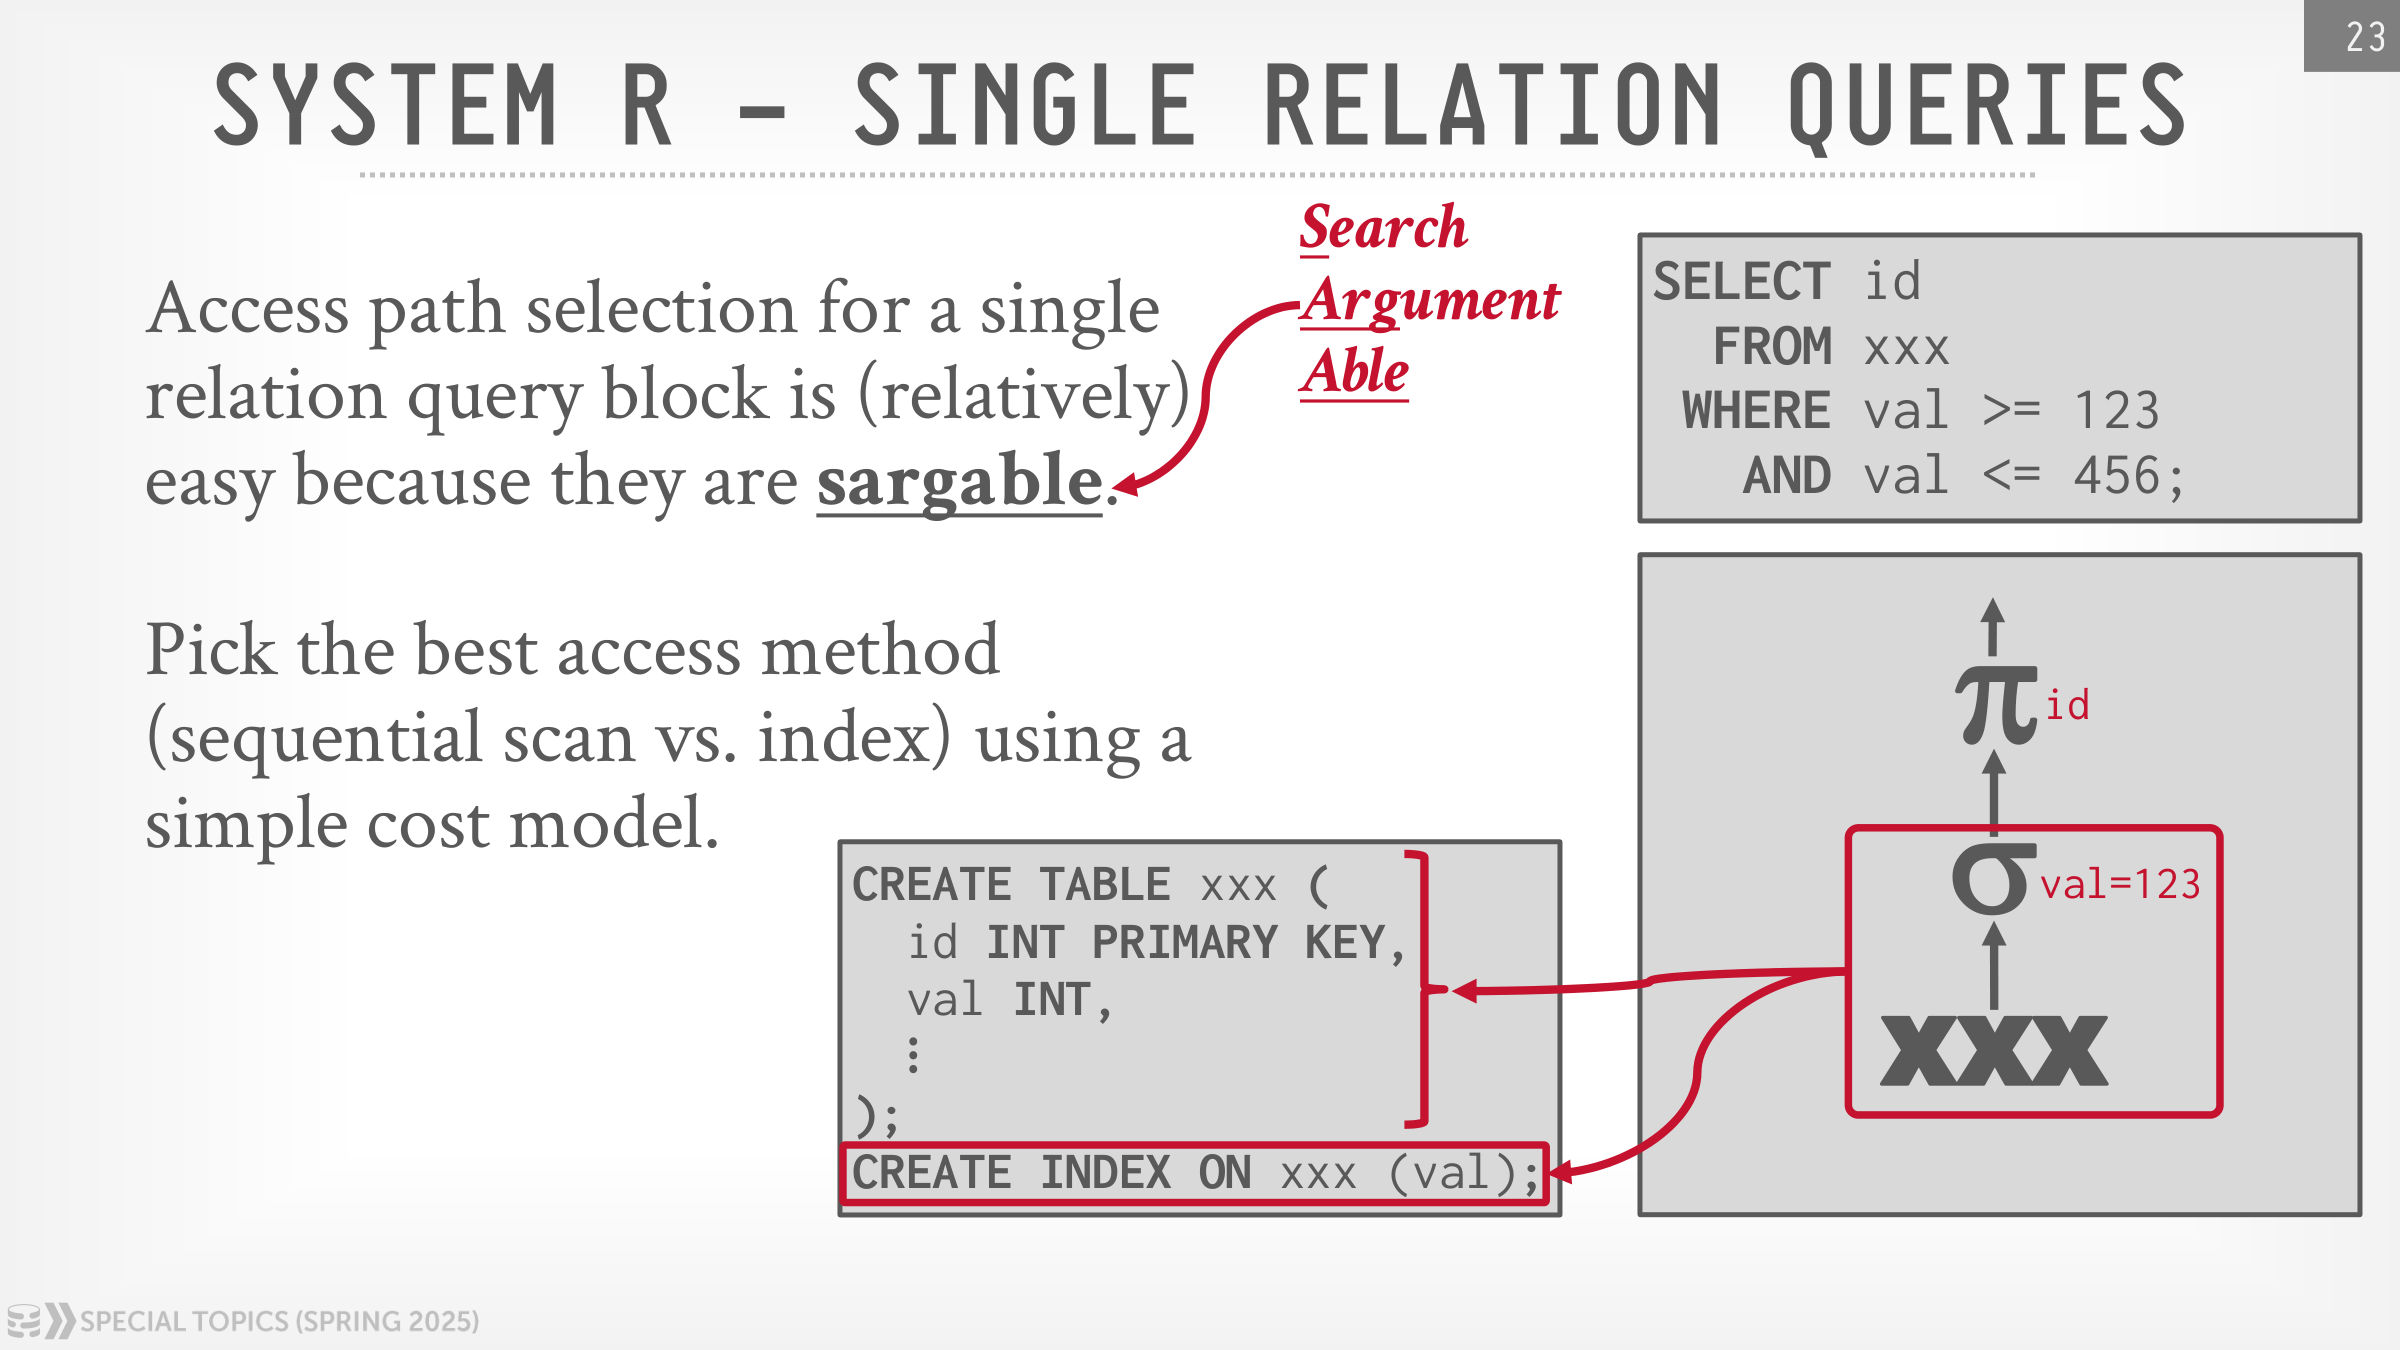 23
SYSTEM R – SINGLE RELATION QUERIES
Access path selection for a single
relation query block is (relatively)
easy because they are sargable.
Search
Argument
Able
Pick the best access method
(sequential scan vs. index) using a
simple cost model.
SELECT id
FROM xxx
WHERE val >= 123
AND val <= 456;
CREATE TABLE xxx (
id INT PRIMARY KEY,
val INT,
⋮
);
CREATE INDEX ON xxx (val);
π id
σ val=123
xxx
SPECIAL TOPICS (SPRING 2025)